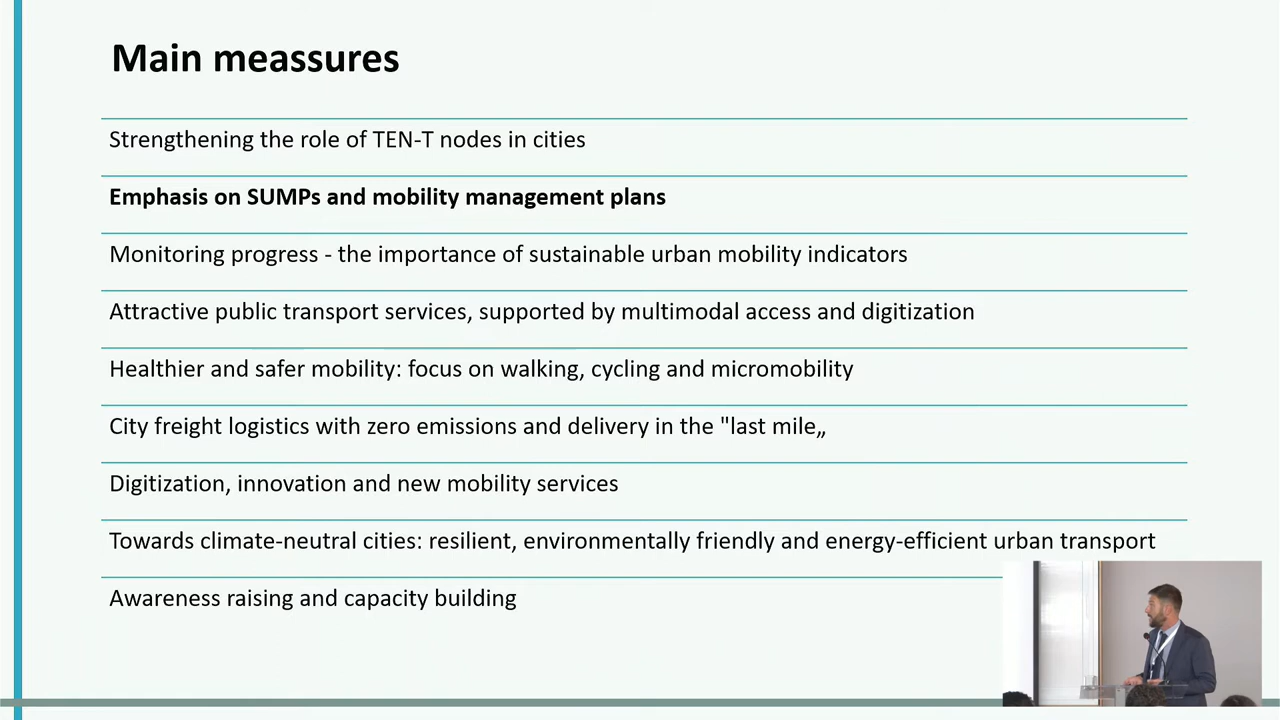 Main meassures
Strengthening the role of TEN-T nodes in cities
Emphasis on SUMPs and mobility management plans
Monitoring progress - the importance of sustainable urban mobility indicators
Attractive public transport services, supported by multimodal access and digitization
Healthier and safer mobility: focus on walking, cycling and micromobility
City freight logistics with zero emissions and delivery in the "last mile„
Digitization, innovation and new mobility services
Towards climate-neutral cities: resilient, environmentally friendly and energy-efficient urban transport
Awareness raising and capacity building